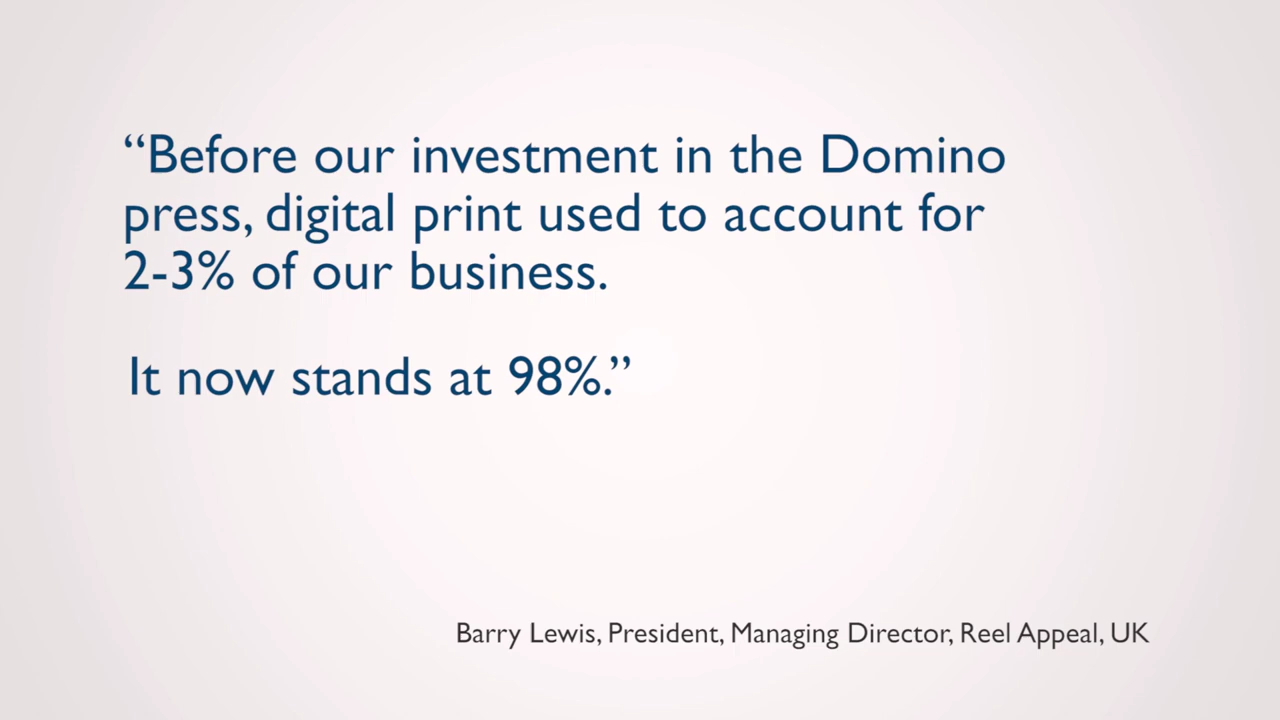 “Before our investment in the Domino
press, digital print used to account for
2-3% of our business.
It now stands at 98%.”
Barry Lewis, President, Managing Director, Reel Appeal, UK